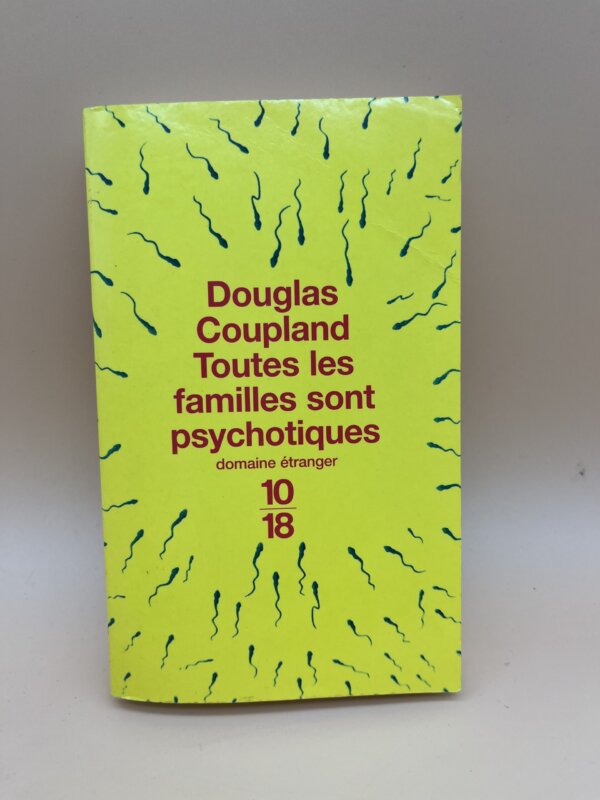 Douglas
Coupland
Toutes les
familles sont
psychotiques
domaine étranger
10
18